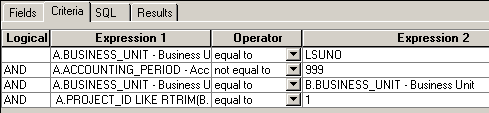 Fields Criteria SQL Results
Logical Expression 1 Operator Expression 2
A.BUSINESS_UNIT - Business U equal to LSUNO
AND A.ACCOUNTING_PERIOD - Acc not equal to 999
AND A.BUSINESS_UNIT - Business U equal to B.BUSINESS_UNIT - Business Unit
AND A.PROJECT_ID LIKE RTRIM(B. equal to 1